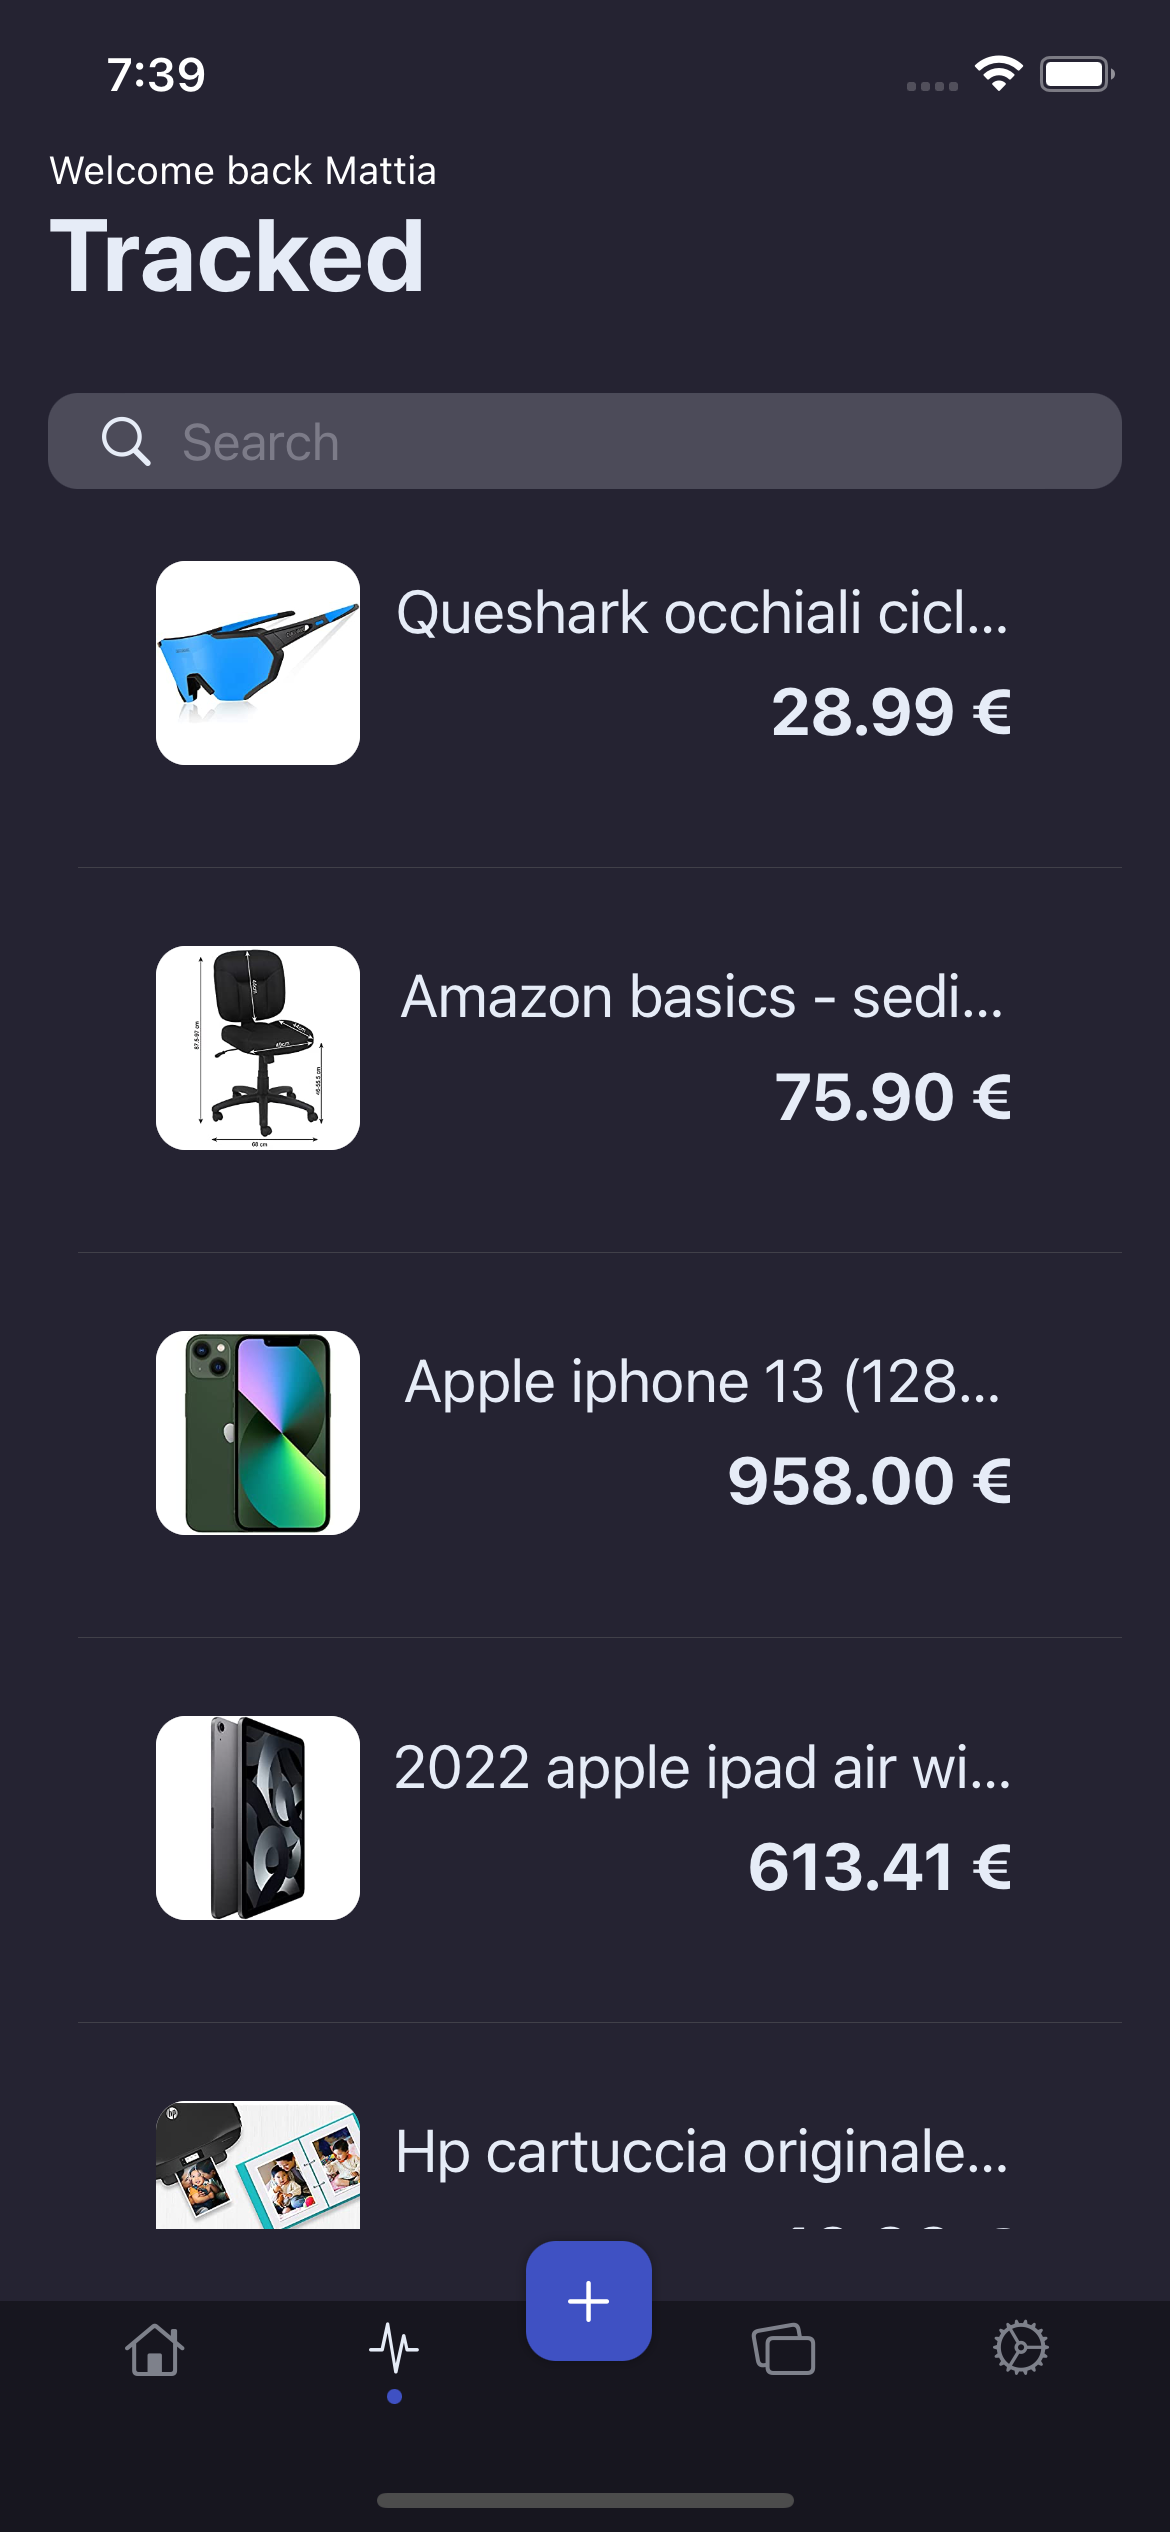 7:39
Welcome back Mattia
Tracked
Search
Queshark occhiali cicl...
28.99 €
Amazon basics - sedi...
75.90 €
Apple iphone 13 (128...
958.00 €
2022 apple ipad air wi...
613.41 €
hp
Hp cartuccia originale...